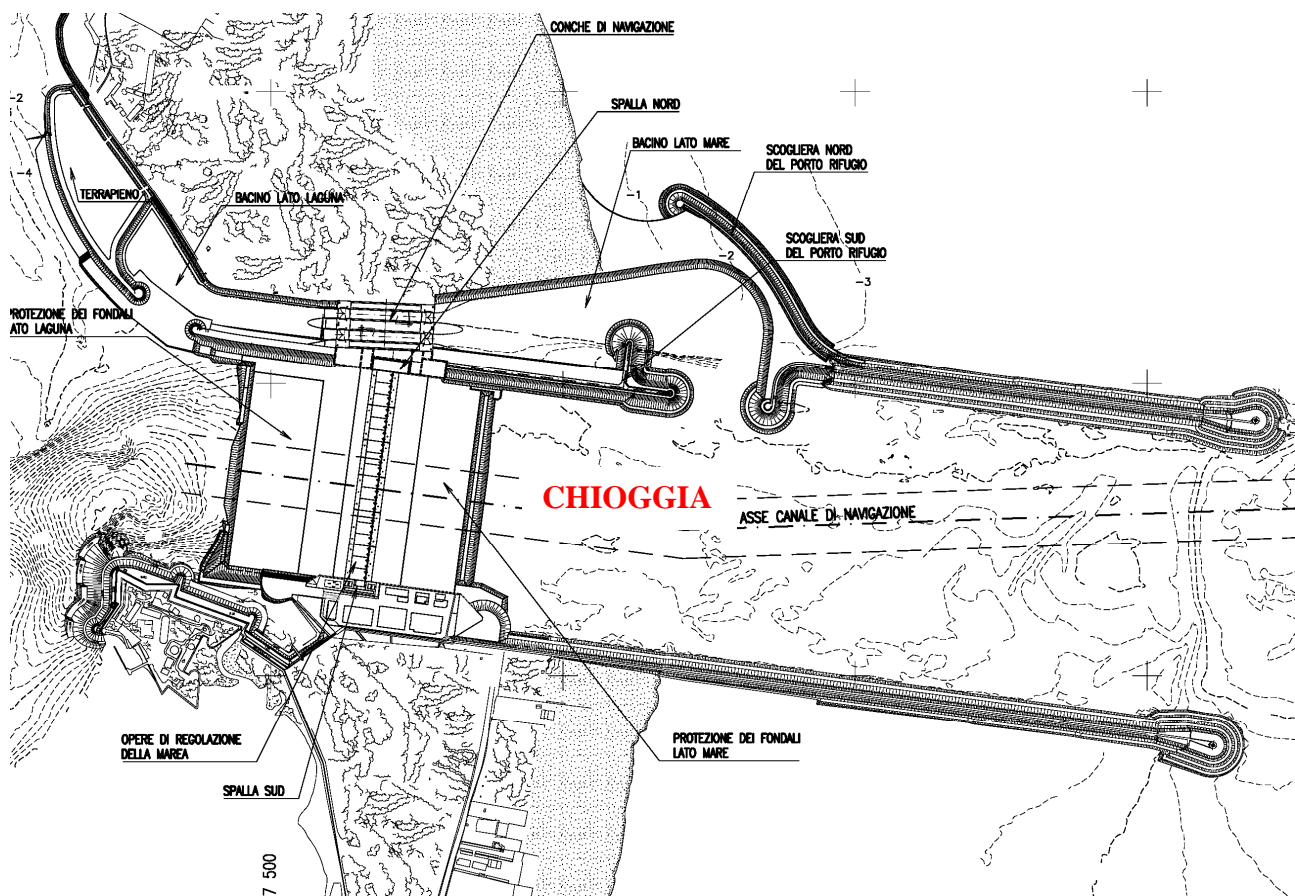 CONCHE DI NAVIGAZIONE
SPALLA NORD
BACINO LATO MARE
SCOGLIERA NORD
DEL PORTO RIFUGIO
-2
-4
TERRAPIENO
BACINO LATO LAGUNA
-1
SCOGLIERA SUD
DEL PORTO RIFUGIO
-2
-3
PROTEZIONE DEI FONDALI
LATO LAGUNA
CHIOGGIA
ASSE CANALE DI NAVIGAZIONE
OPERE DI REGOLAZIONE
DELLA MAREA
PROTEZIONE DEI FONDALI
LATO MARE
SPALLA SUD
7 500